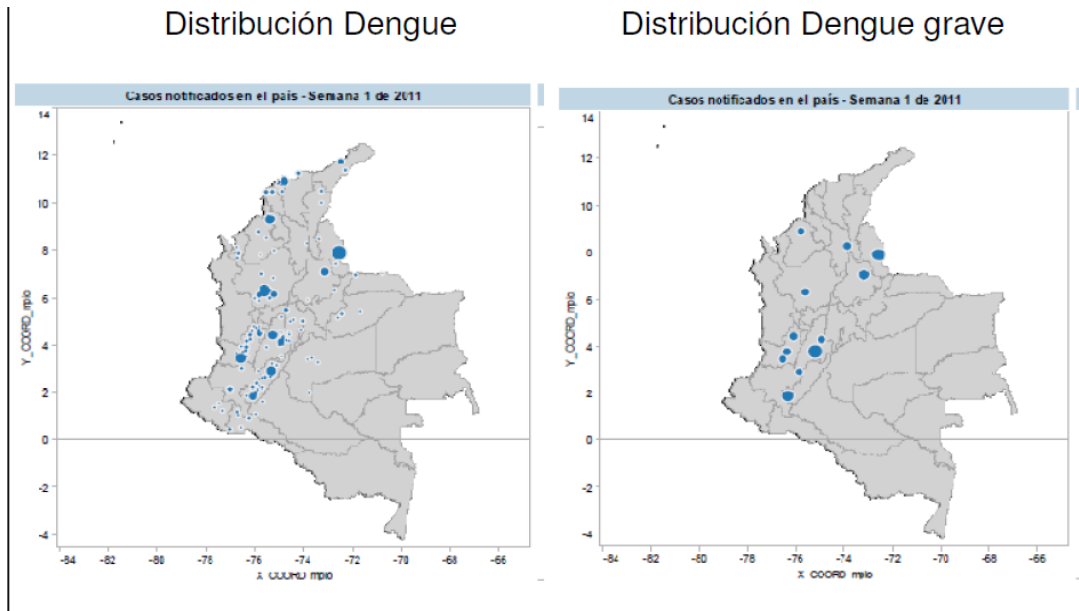 Distribución Dengue
Casos notificados en el país - Semana 1 de 2011
14
12
10
8
6
4
2
0
-2
-4
Y_COORD_mpio
-84 -82 -80 -78 -76 -74 -72 -70 -68 -66
X_COORD_mpio
Distribución Dengue grave
Casos notificados en el país - Semana 1 de 2011
14
12
10
8
6
4
2
0
-2
-4
Y_COORD_mpio
-84 -82 -80 -78 -76 -74 -72 -70 -68 -66
X_COORD_mpio